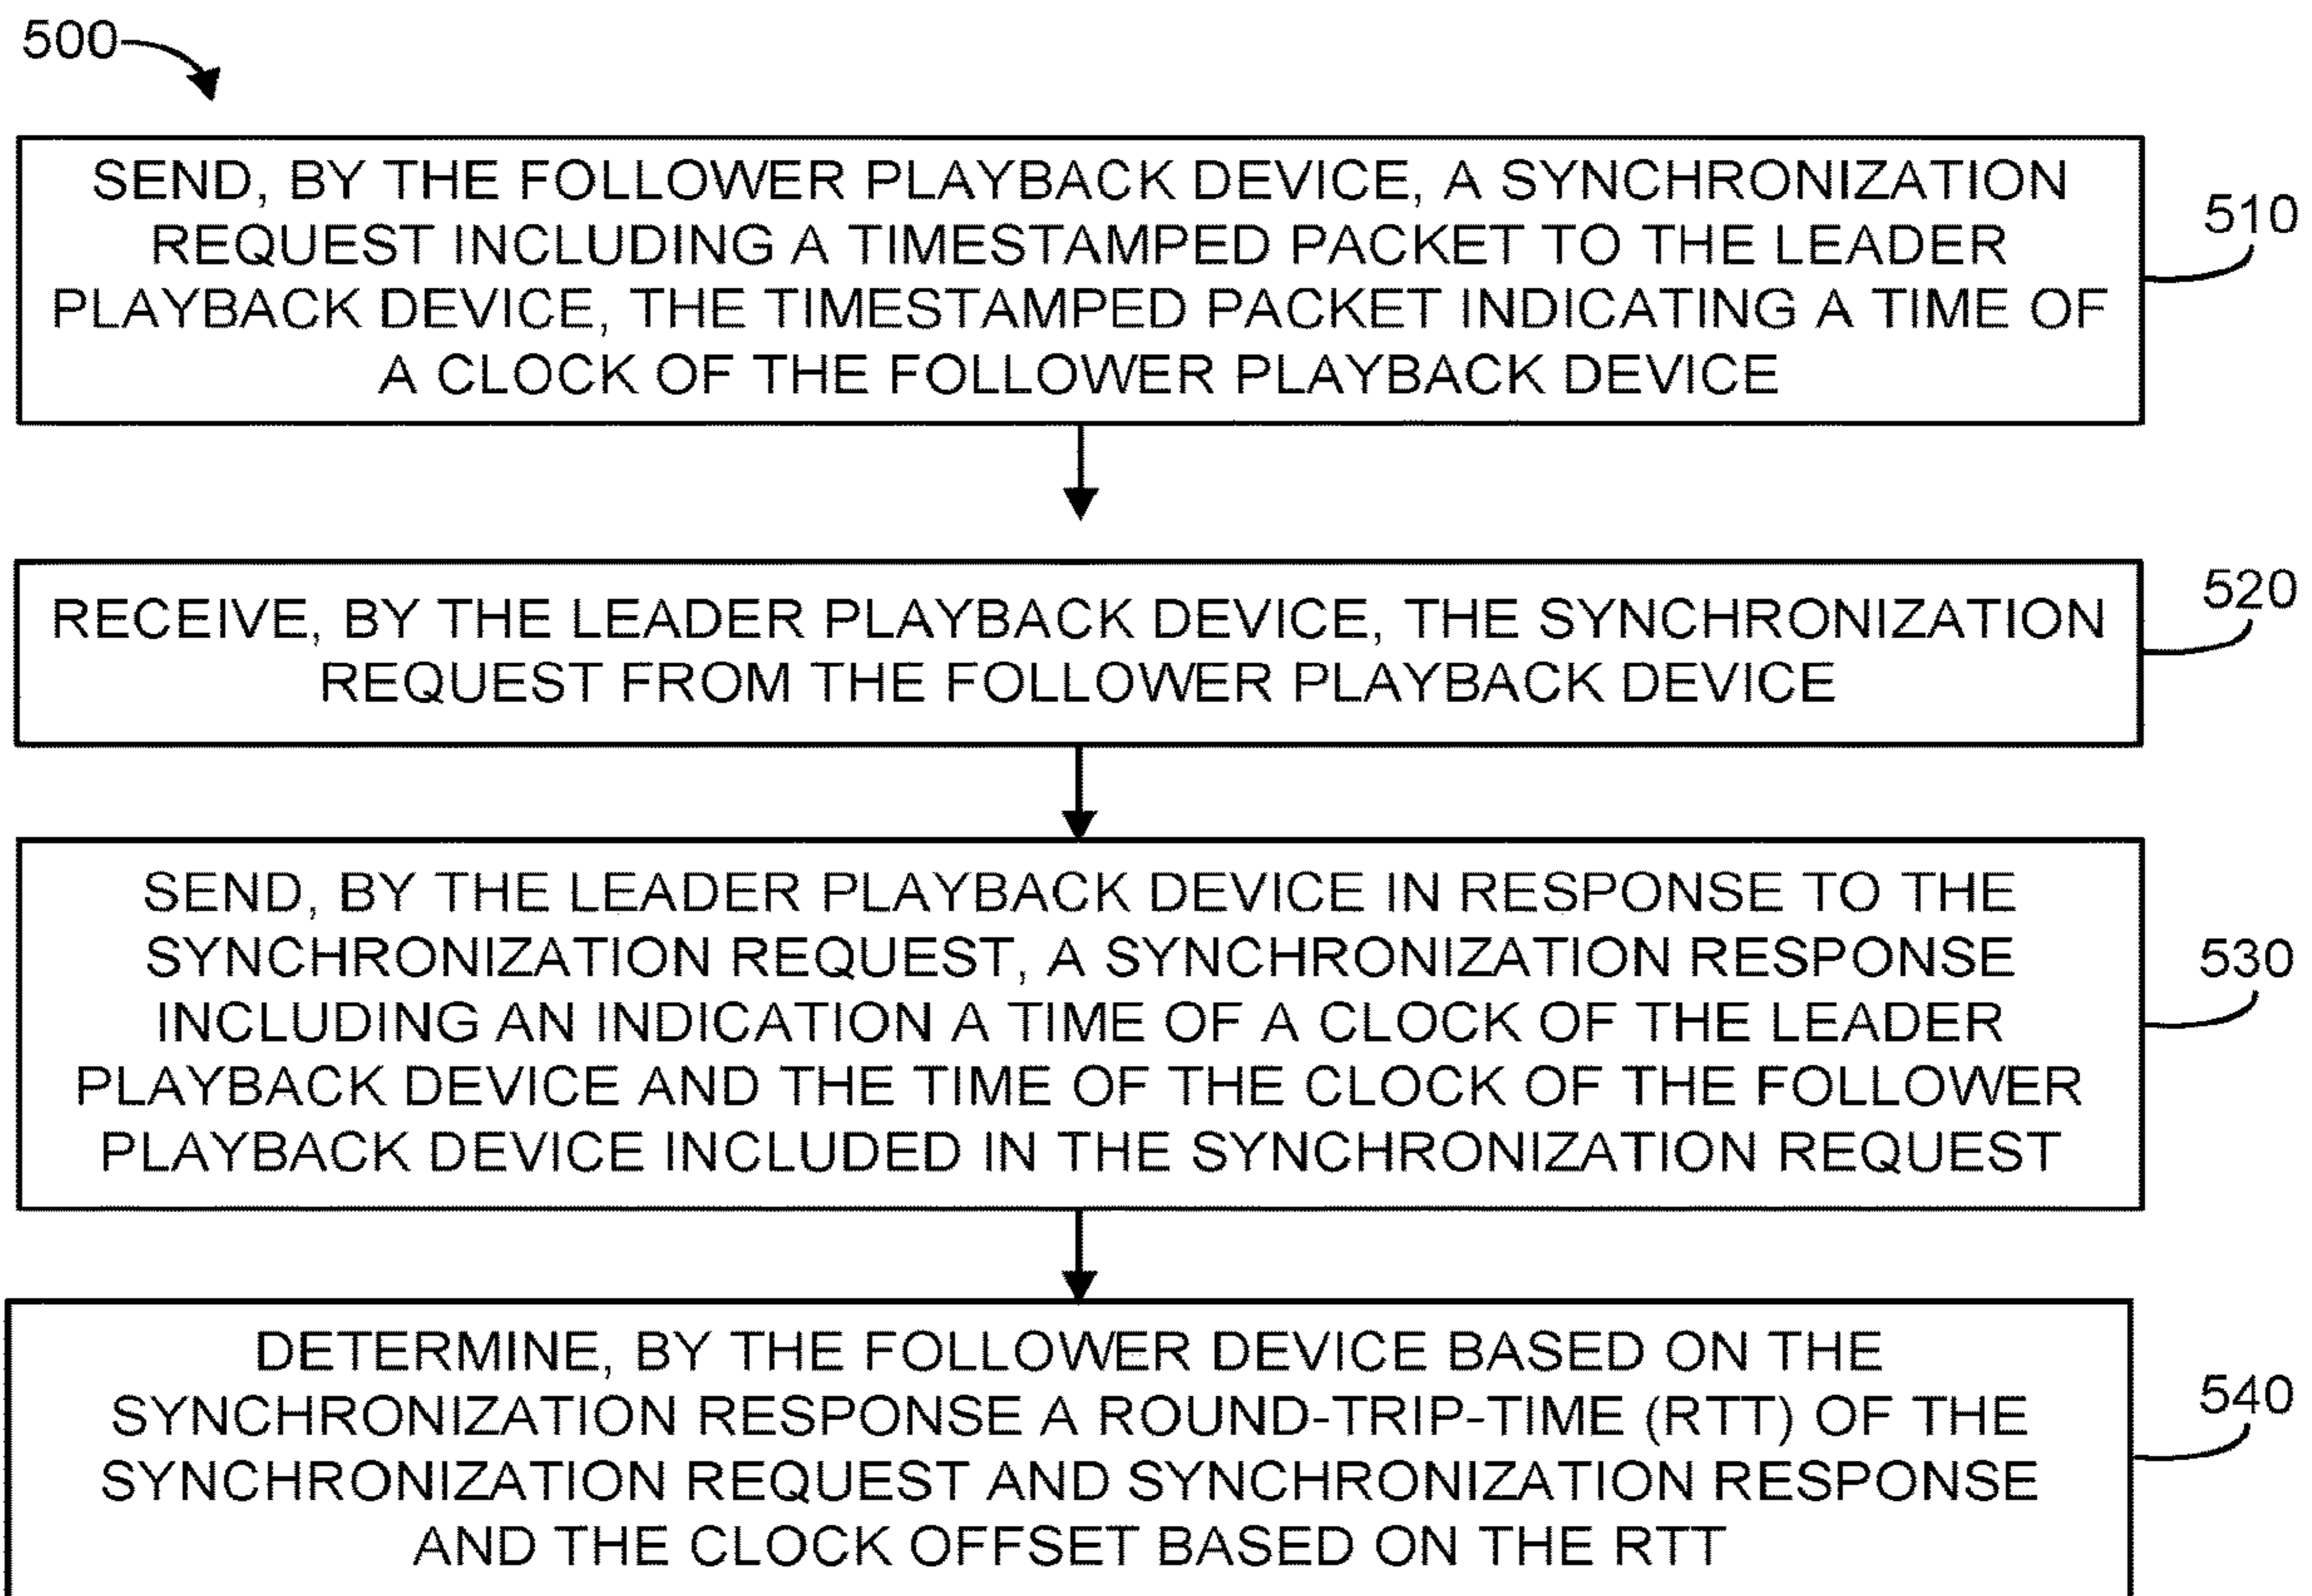 500
SEND, BY THE FOLLOWER PLAYBACK DEVICE, A SYNCHRONIZATION
REQUEST INCLUDING A TIMESTAMPED PACKET TO THE LEADER
PLAYBACK DEVICE, THE TIMESTAMPED PACKET INDICATING A TIME OF
A CLOCK OF THE FOLLOWER PLAYBACK DEVICE
510
RECEIVE, BY THE LEADER PLAYBACK DEVICE, THE SYNCHRONIZATION
REQUEST FROM THE FOLLOWER PLAYBACK DEVICE
520
SEND, BY THE LEADER PLAYBACK DEVICE IN RESPONSE TO THE
SYNCHRONIZATION REQUEST, A SYNCHRONIZATION RESPONSE
INCLUDING AN INDICATION A TIME OF A CLOCK OF THE LEADER
PLAYBACK DEVICE AND THE TIME OF THE CLOCK OF THE FOLLOWER
PLAYBACK DEVICE INCLUDED IN THE SYNCHRONIZATION REQUEST
530
DETERMINE, BY THE FOLLOWER DEVICE BASED ON THE
SYNCHRONIZATION RESPONSE A ROUND-TRIP-TIME (RTT) OF THE
SYNCHRONIZATION REQUEST AND SYNCHRONIZATION RESPONSE
AND THE CLOCK OFFSET BASED ON THE RTT
540